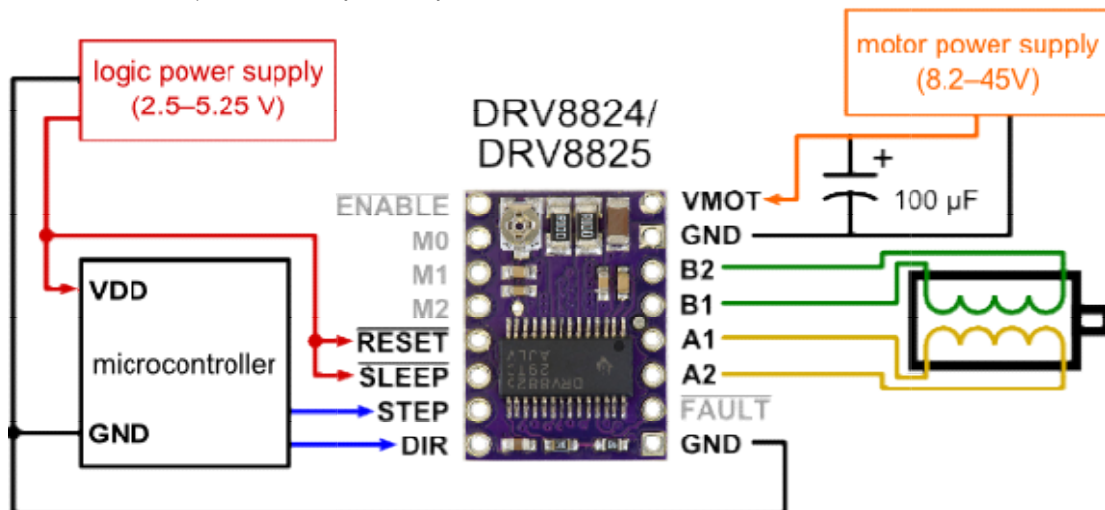 logic power supply
(2.5–5.25 V)
motor power supply
(8.2–45V)
DRV8824/
DRV8825
ENABLE
M0
M1
M2
RESET
SLEEP
STEP
DIR
VMOT
GND
B2
B1
A1
A2
FAULT
GND
+
100 µF
VDD
microcontroller
GND